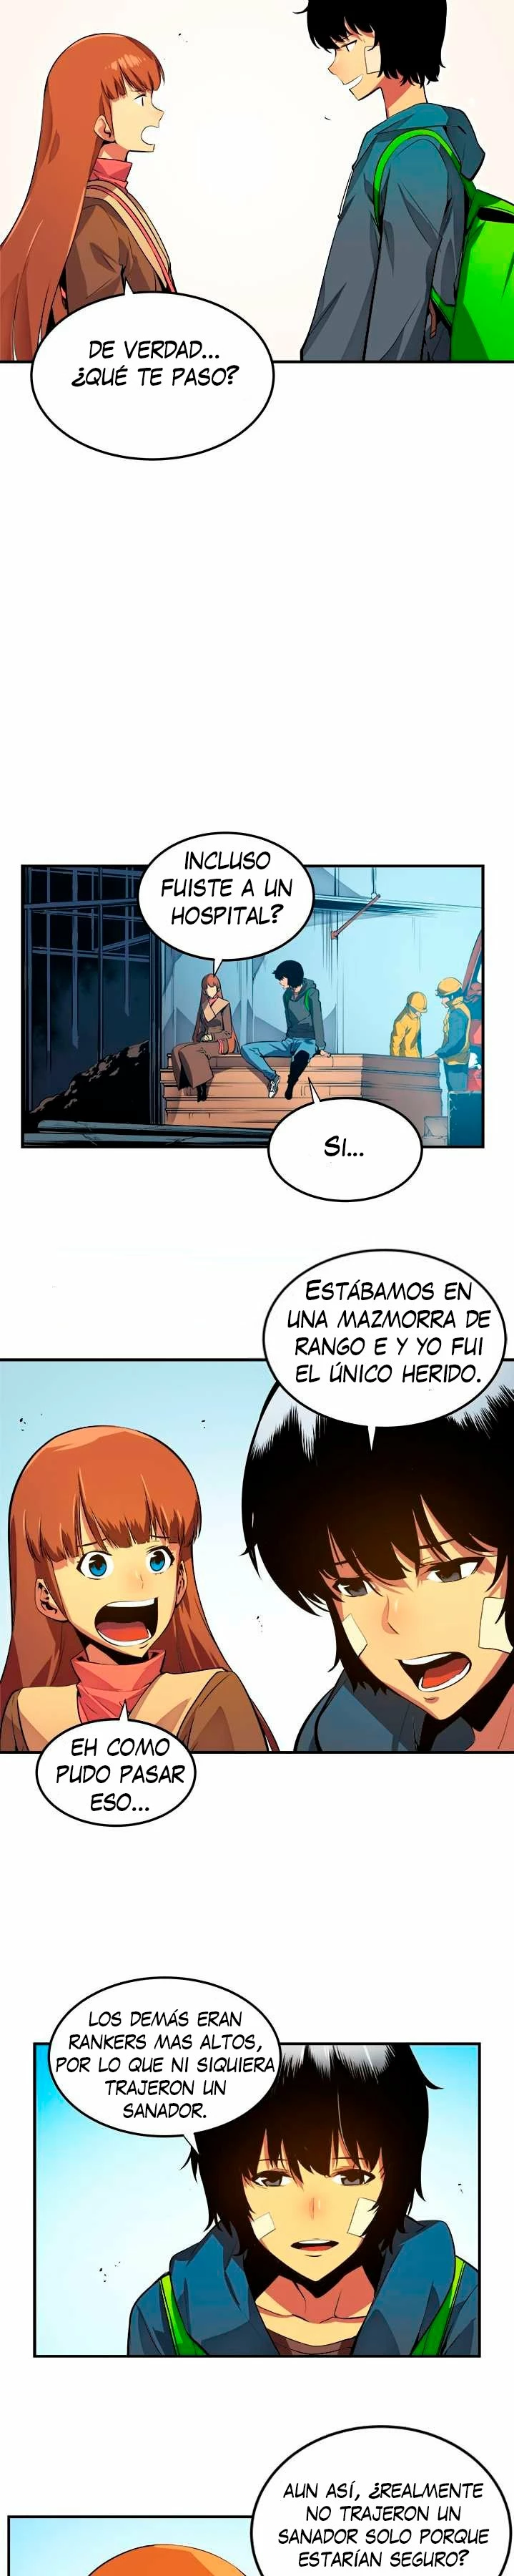 DE VERDAD...
¿QUÉ TE PASO?
INCLUSO
FUISTE A UN
HOSPITAL?
SI...
ESTÁBAMOS EN
UNA MAZMORRA DE
RANGO E Y YO FUI
EL ÚNICO HERIDO.
EH COMO
PUDO PASAR
ESO...
LOS DEMÁS ERAN
RANKERS MAS ALTOS,
POR LO QUE NI SIQUIERA
TRAJERON UN
SANADOR.
AUN ASÍ, ¿REALMENTE
NO TRAJERON UN
SANADOR SOLO PORQUE
ESTARÍAN SEGURO?